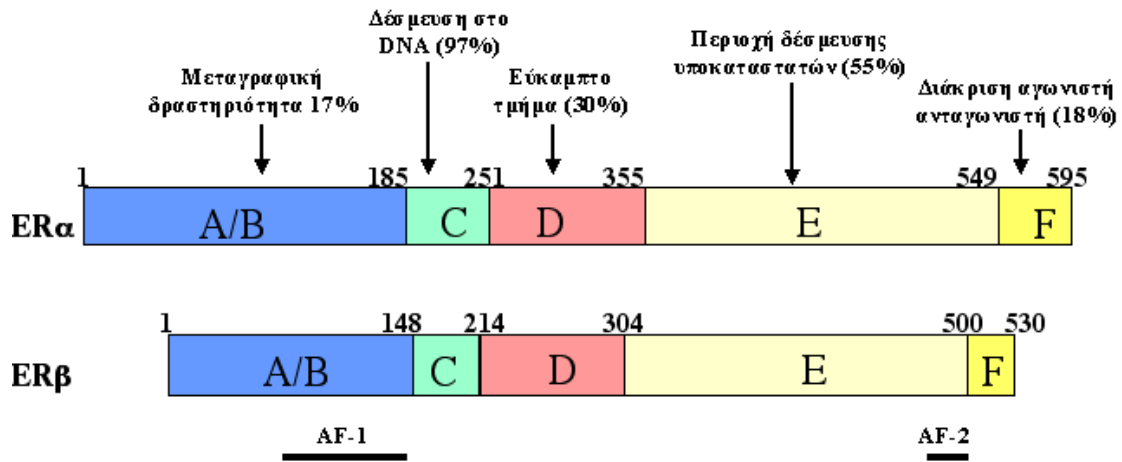 Δέσμευση στο
DNA (97%)
Μεταγραφική
δραστηριότητα 17%
Εύκαμπτο
τμήμα (30%)
Περιοχή δέσμευσης
υποκαταστατών (55%)
Διάκριση αγωνιστή
ανταγωνιστή (18%)
1 185 251 355 549 595
ERα A/B C D E F
1 148 214 304 500 530
ERβ A/B C D E F
AF-1 AF-2